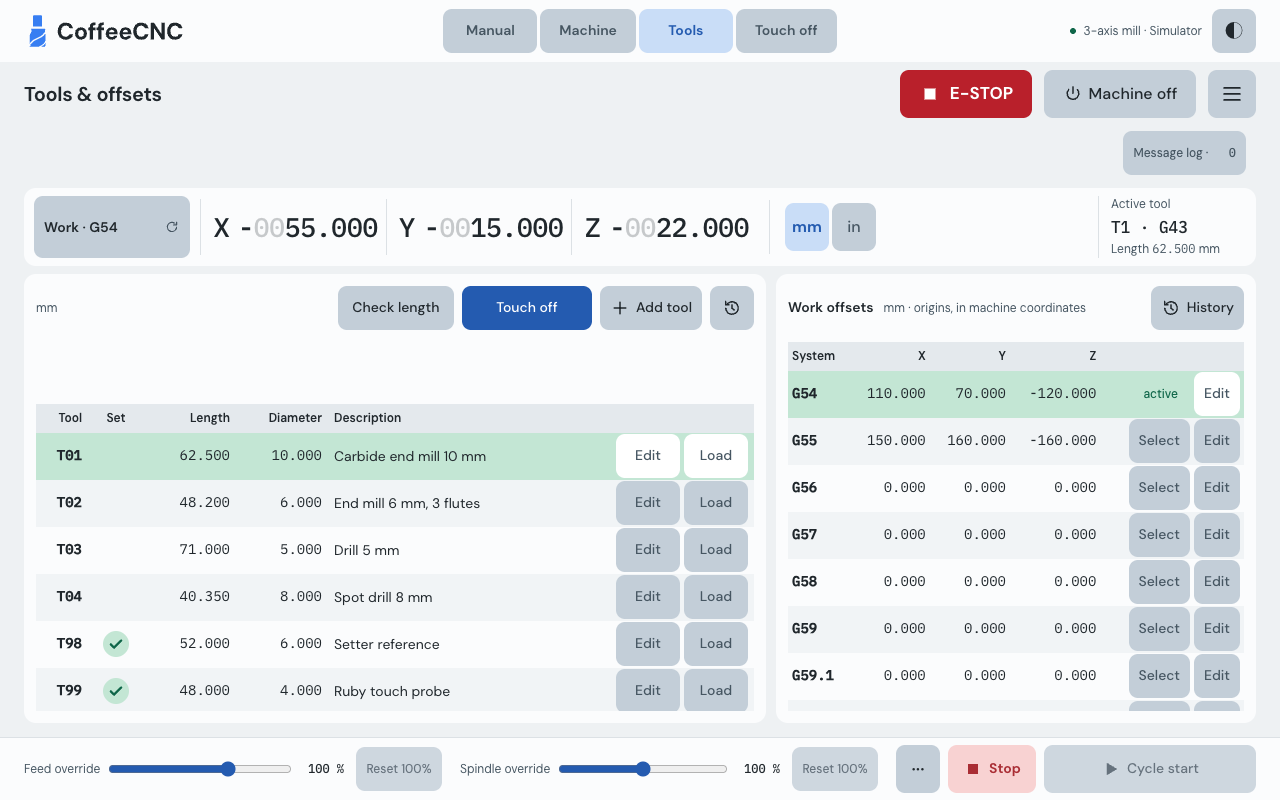 CoffeeCNC
Manual Machine Tools Touch off
3-axis mill · Simulator
Tools & offsets
E-STOP
Machine off
Message log · 0
Work · G54
X -0055.000 Y -0015.000 Z -0022.000
mm in
Active tool
T1 · G43
Length 62.500 mm
mm
Check length Touch off Add tool
Tool Set Length Diameter Description
T01 62.500 10.000 Carbide end mill 10 mm Edit Load
T02 48.200 6.000 End mill 6 mm, 3 flutes Edit Load
T03 71.000 5.000 Drill 5 mm Edit Load
T04 40.350 8.000 Spot drill 8 mm Edit Load
T98 52.000 6.000 Setter reference Edit Load
T99 48.000 4.000 Ruby touch probe Edit Load
Work offsets mm · origins, in machine coordinates History
System X Y Z
G54 110.000 70.000 -120.000 active Edit
G55 150.000 160.000 -160.000 Select Edit
G56 0.000 0.000 0.000 Select Edit
G57 0.000 0.000 0.000 Select Edit
G58 0.000 0.000 0.000 Select Edit
G59 0.000 0.000 0.000 Select Edit
G59.1 0.000 0.000 0.000 Select Edit
Feed override 100 % Reset 100% Spindle override 100 % Reset 100% ... Stop Cycle start